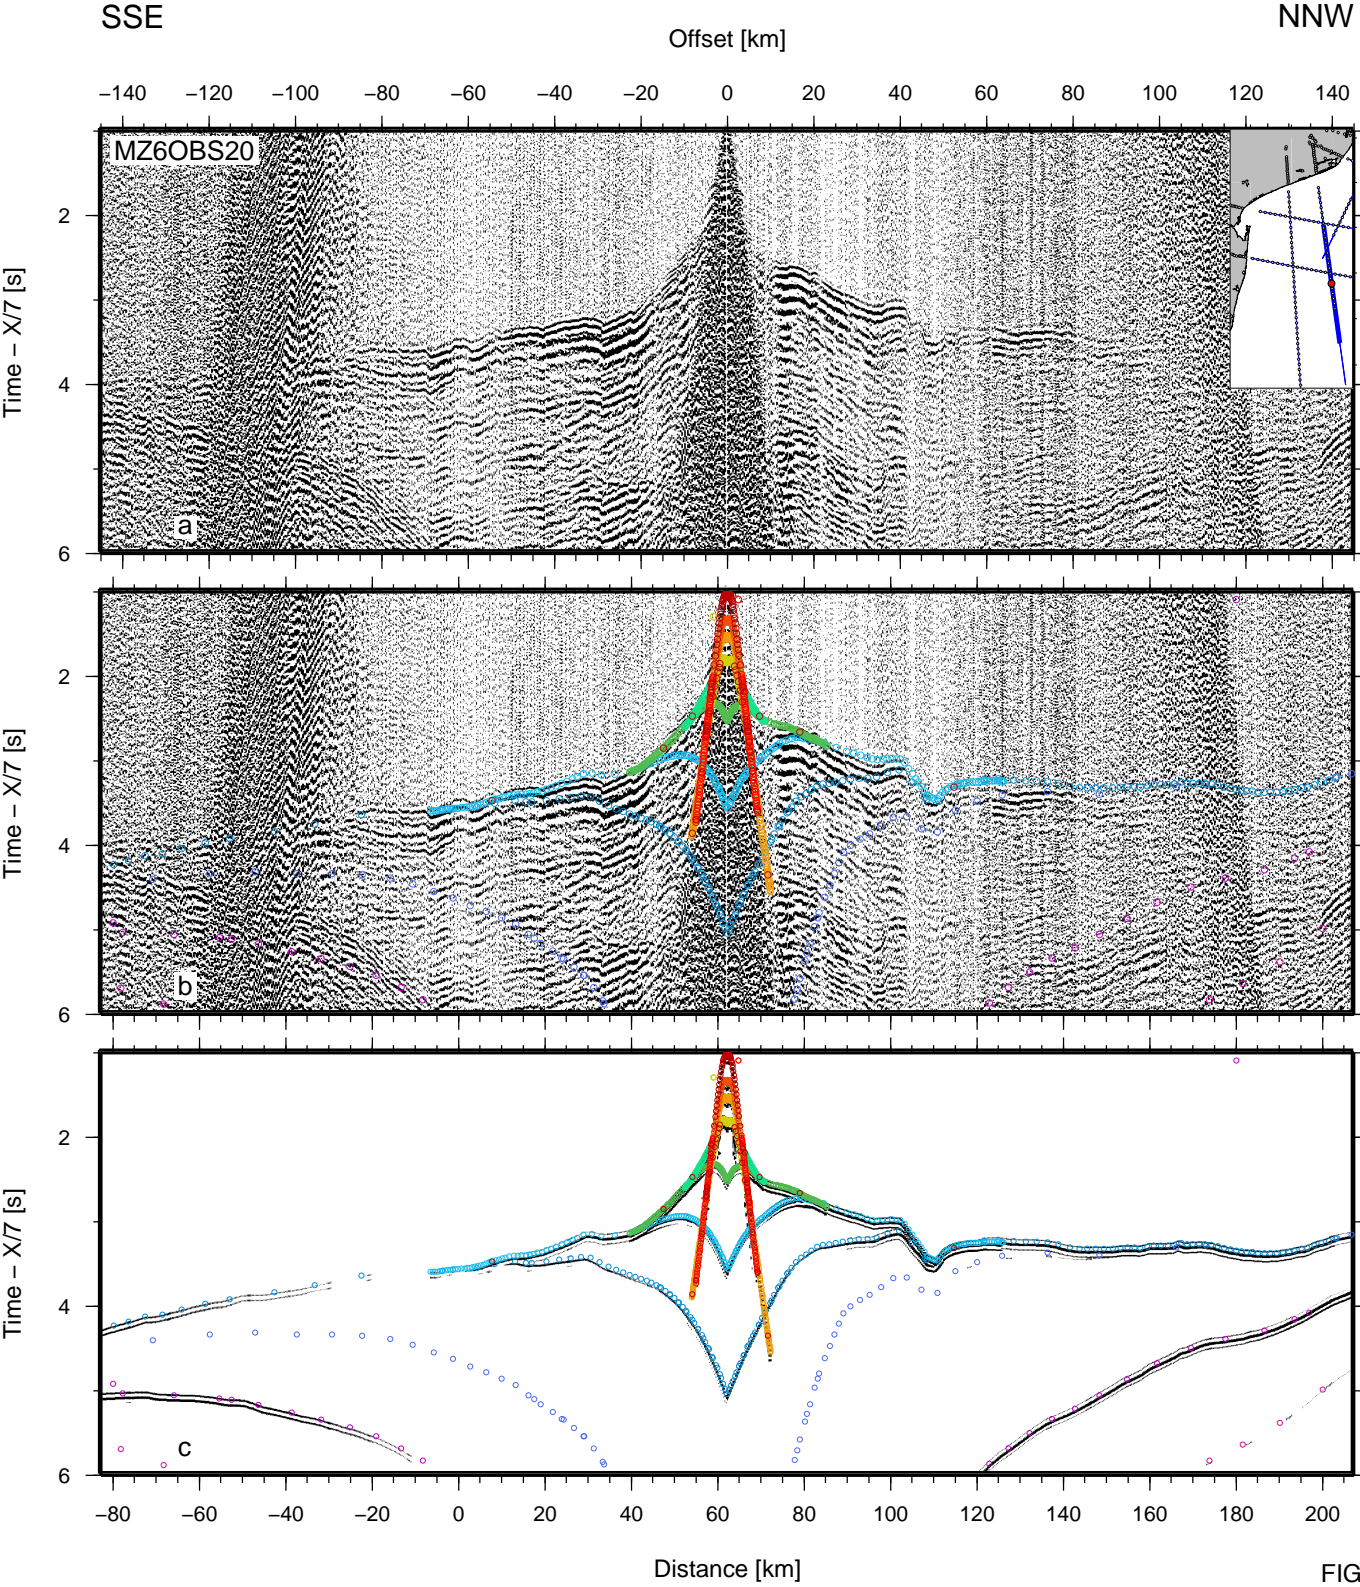 SSE NNW
Offset [km]
−140 −120 −100 −80 −60 −40 −20 0 20 40 60 80 100 120 140
MZ6OBS20
2
4
6
Time − X/7 [s]
a
2
4
6
Time − X/7 [s]
b
2
4
6
Time − X/7 [s]
c
−80 −60 −40 −20 0 20 40 60 80 100 120 140 160 180 200
Distance [km]
FIG